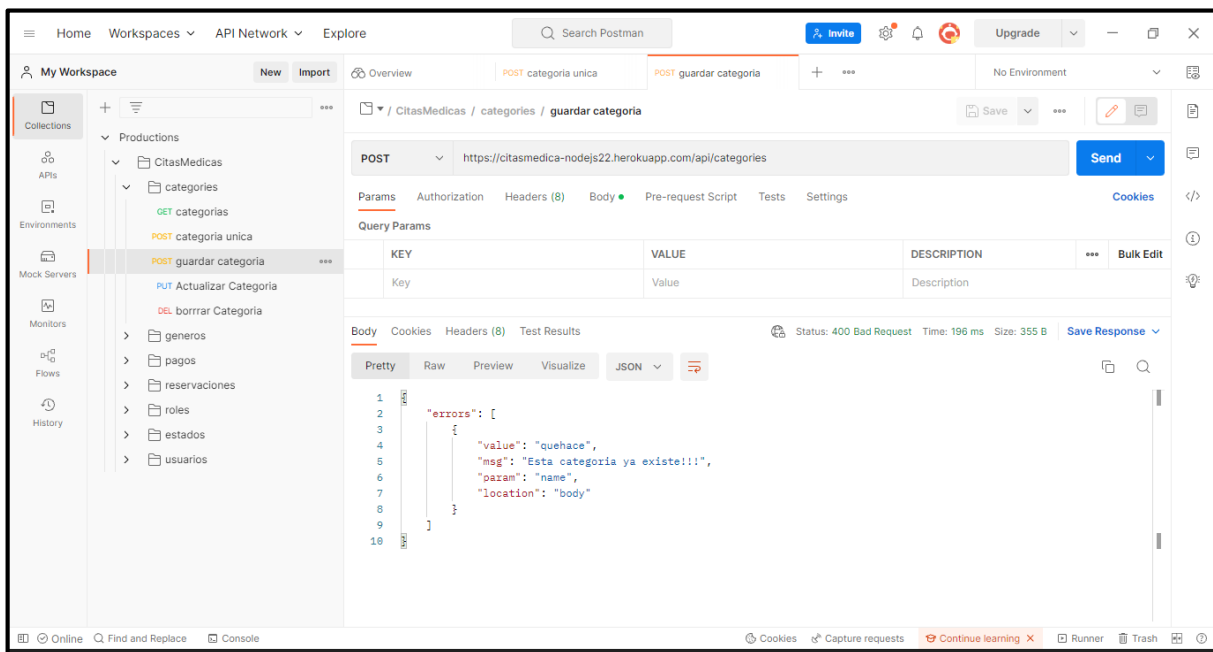 Home Workspaces API Network Explore Search Postman Invite Upgrade
My Workspace New Import Overview POST categoria unica POST guardar categoria No Environment
Collections
APIs
Environments
Mock Servers
Monitors
Flows
History
Productions
CitasMedicas
categories
GET categorias
POST categoria unica
POST guardar categoria
PUT Actualizar Categoria
DEL borrrar Categoria
generos
pagos
reservaciones
roles
estados
usuarios
/ CitasMedicas / categories / guardar categoria Save
POST https://citasmedica-nodejs22.herokuapp.com/api/categories Send
Params Authorization Headers (8) Body Pre-request Script Tests Settings Cookies
Query Params
KEY VALUE DESCRIPTION Bulk Edit
Key Value Description
Body Cookies Headers (8) Test Results Status: 400 Bad Request Time: 196 ms Size: 355 B Save Response
Pretty Raw Preview Visualize JSON
1 {
2 "errors": [
3 {
4 "value": "quehace",
5 "msg": "Esta categoria ya existe!!!",
6 "param": "name",
7 "location": "body"
8 }
9 ]
10 }
Online Find and Replace Console Cookies Capture requests Continue learning Runner Trash